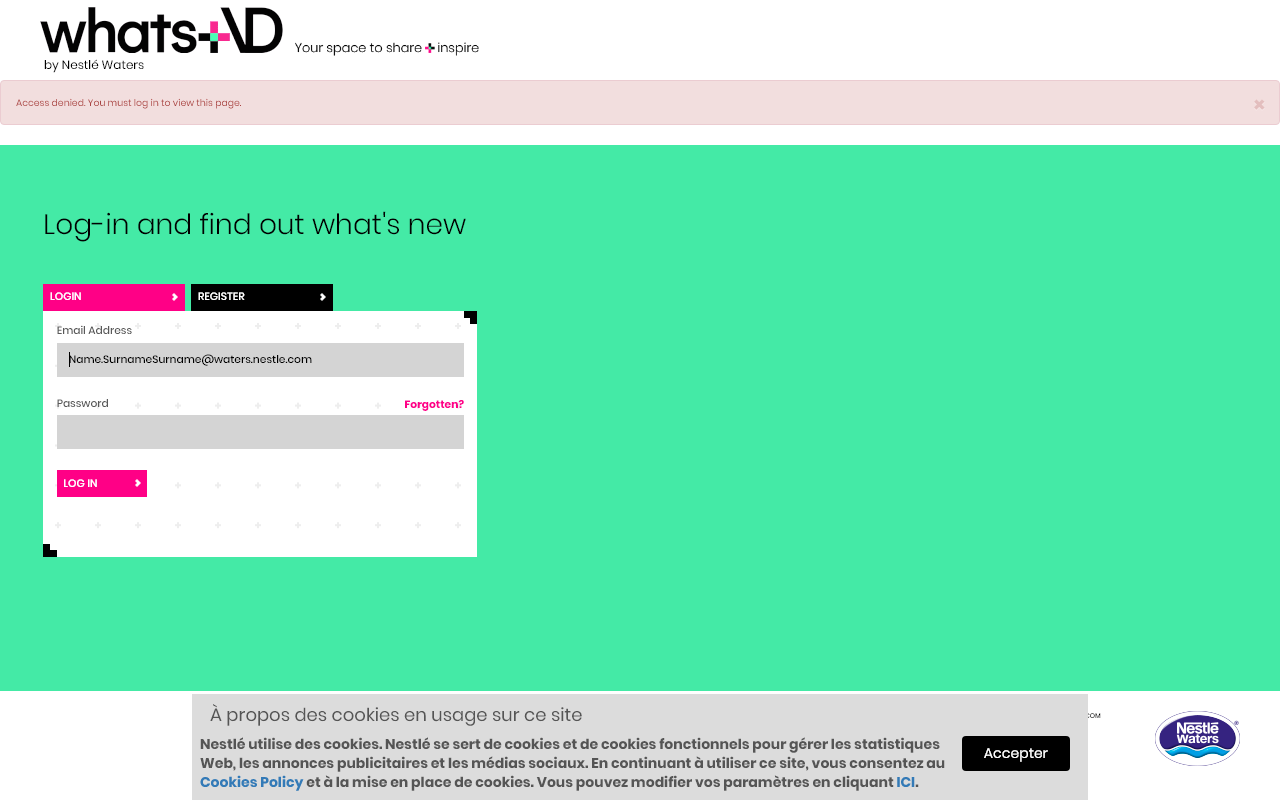 whats+ND
Your space to share + inspire
by Nestlé Waters
Access denied. You must log in to view this page.
×
Log-in and find out what's new
LOGIN
REGISTER
Email Address
Name.SurnameSurname@waters.nestle.com
Password
Forgotten?
LOG IN
À propos des cookies en usage sur ce site
Nestlé utilise des cookies. Nestlé se sert de cookies et de cookies fonctionnels pour gérer les statistiques
Web, les annonces publicitaires et les médias sociaux. En continuant à utiliser ce site, vous consentez au
Cookies Policy et à la mise en place de cookies. Vous pouvez modifier vos paramètres en cliquant ICI.
Accepter
.COM
Nestlé
Waters
®